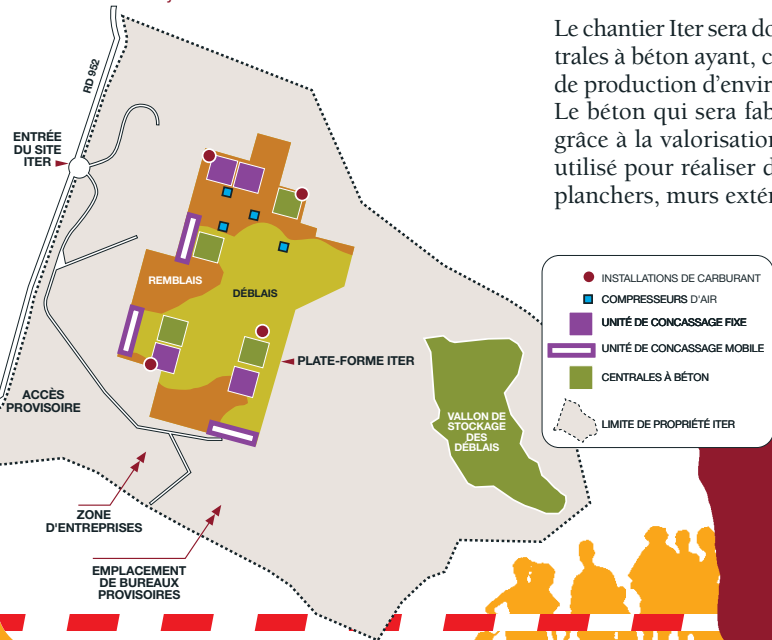 Le chantier Iter sera
trales à béton ayant,
de production d'envir
Le béton qui sera
grâce à la valorisation
utilisé pour réaliser
planchers, murs
RD 952
ENTRÉE
DU SITE
ITER
REMBLAIS
DÉBLAIS
PLATE-FORME ITER
ACCÈS
PROVISOIRE
VALLON DE
STOCKAGE
DES
DÉBLAIS
ZONE
D'ENTREPRISES
EMPLACEMENT
DE BUREAUX
PROVISOIRES
INSTALLATIONS DE CARBURANT
COMPRESSEURS D'AIR
UNITÉ DE CONCASSAGE FIXE
UNITÉ DE CONCASSAGE MOBILE
CENTRALES À BÉTON
LIMITE DE PROPRIÉTÉ ITER